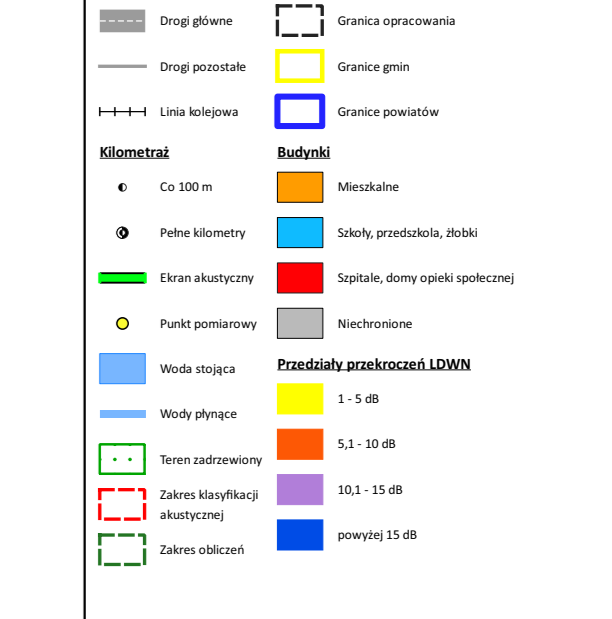 Drogi główne
Drogi pozostałe
Linia kolejowa
Kilometraż
Co 100 m
Pełne kilometry
Ekran akustyczny
Punkt pomiarowy
Woda stojąca
Wody płynące
Teren zadrzewiony
Zakres klasyfikacji
akustycznej
Zakres obliczeń
Granica opracowania
Granice gmin
Granice powiatów
Budynki
Mieszkalne
Szkoły, przedszkola, żłobki
Szpitale, domy opieki społecznej
Niechronione
Przedziały przekroczeń LDWN
1 - 5 dB
5,1 - 10 dB
10,1 - 15 dB
powyżej 15 dB